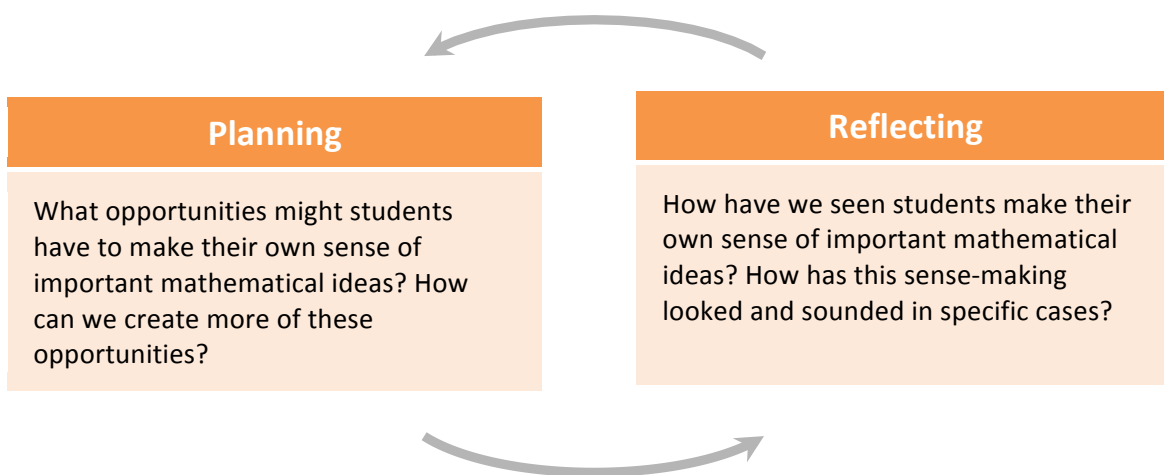 Planning
What opportunities might students
have to make their own sense of
important mathematical ideas? How
can we create more of these
opportunities?
Reflecting
How have we seen students make their
own sense of important mathematical
ideas? How has this sense-making
looked and sounded in specific cases?